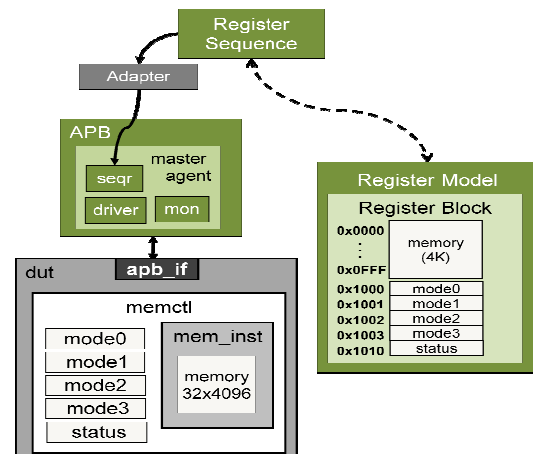 Register
Sequence
Adapter
APB
master
agent
seqr
driver
mon
dut
apb_if
memctl
mode0
mode1
mode2
mode3
status
mem_inst
memory
32x4096
Register Model
Register Block
0x0000
⋮
0x0FFF
memory
(4K)
0x1000 mode0
0x1001 mode1
0x1002 mode2
0x1003 mode3
0x1010 status